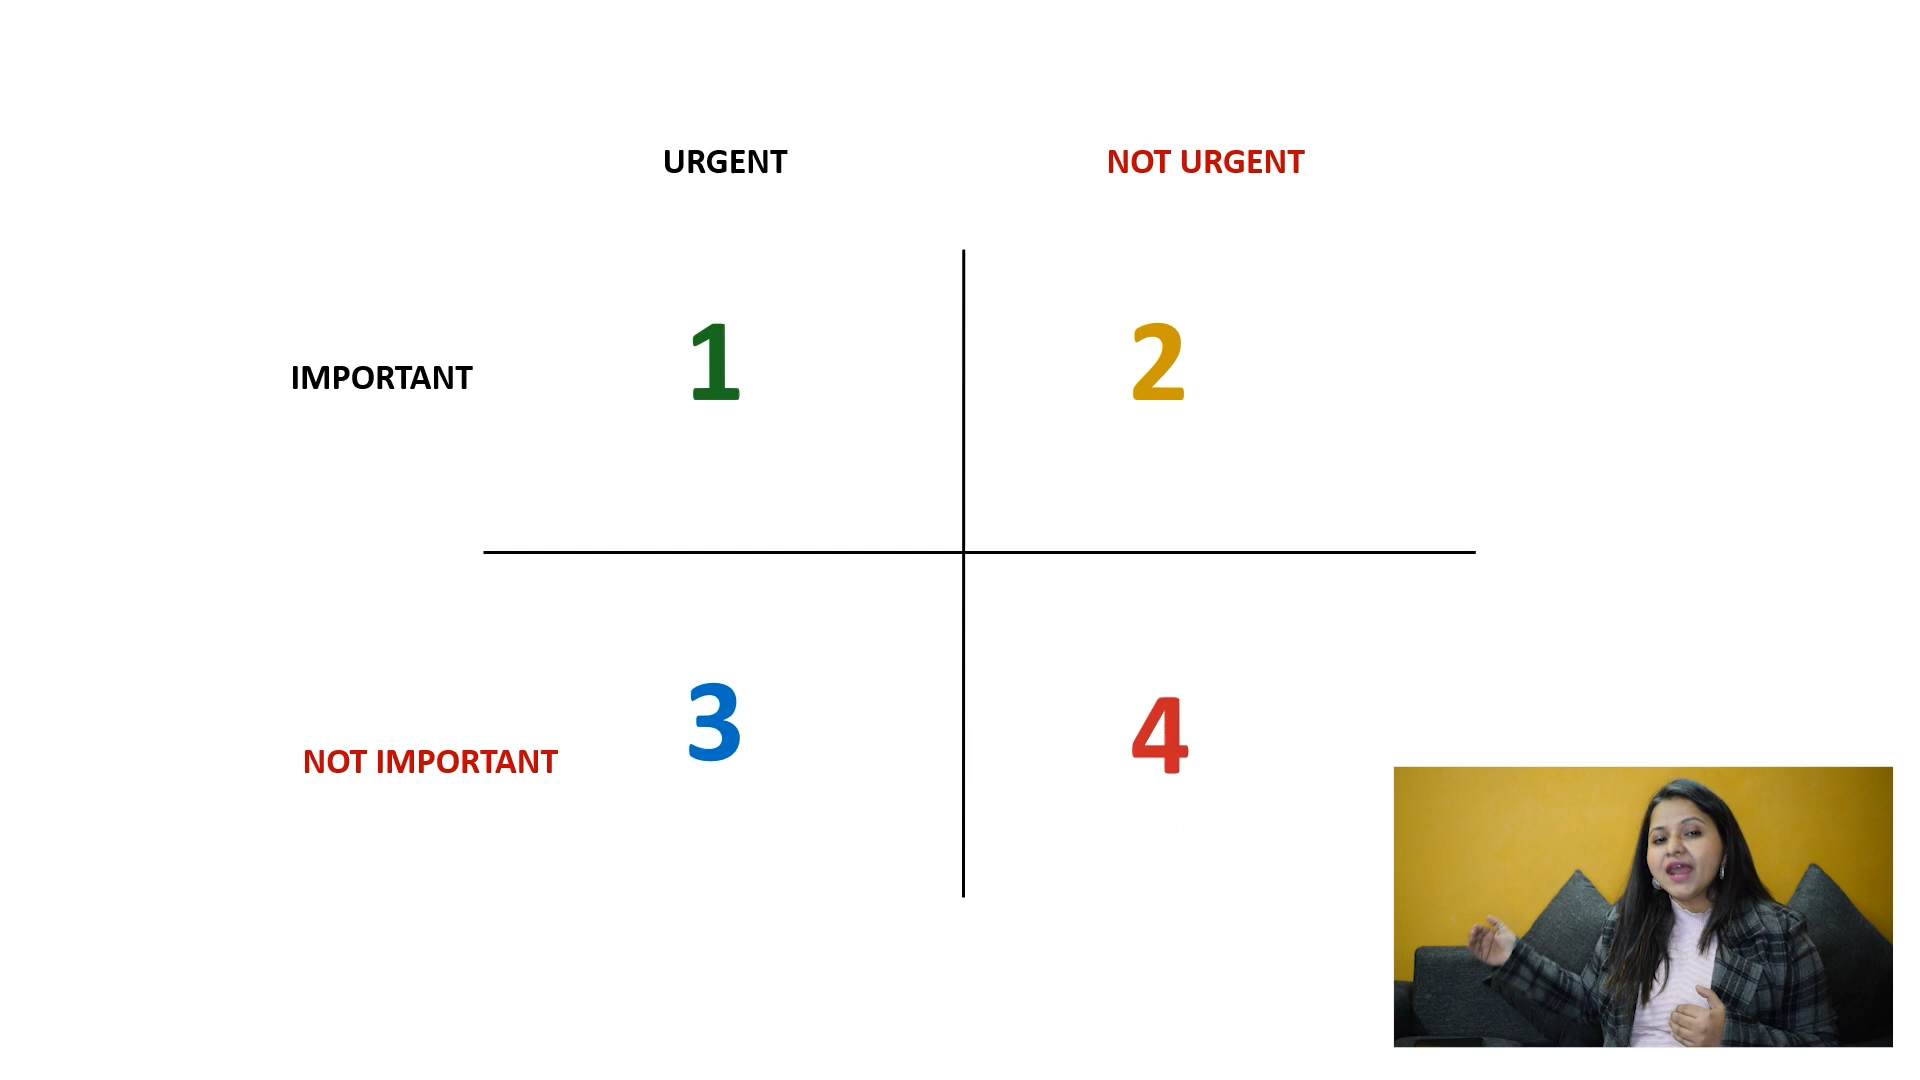 URGENT
NOT URGENT
IMPORTANT
1
2
NOT IMPORTANT
3
4